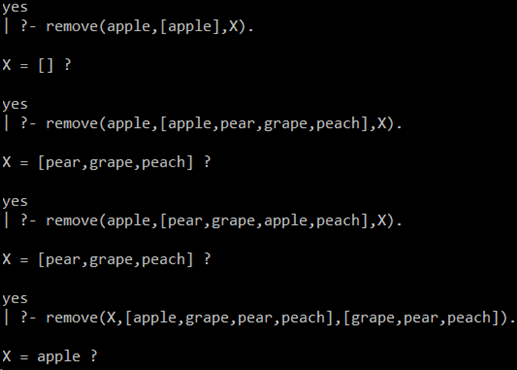 yes
| ?- remove(apple,[apple],X).
X = [] ?
yes
| ?- remove(apple,[apple,pear,grape,peach],X).
X = [pear,grape,peach] ?
yes
| ?- remove(apple,[pear,grape,apple,peach],X).
X = [pear,grape,peach] ?
yes
| ?- remove(X,[apple,grape,pear,peach],[grape,pear,peach]).
X = apple ?